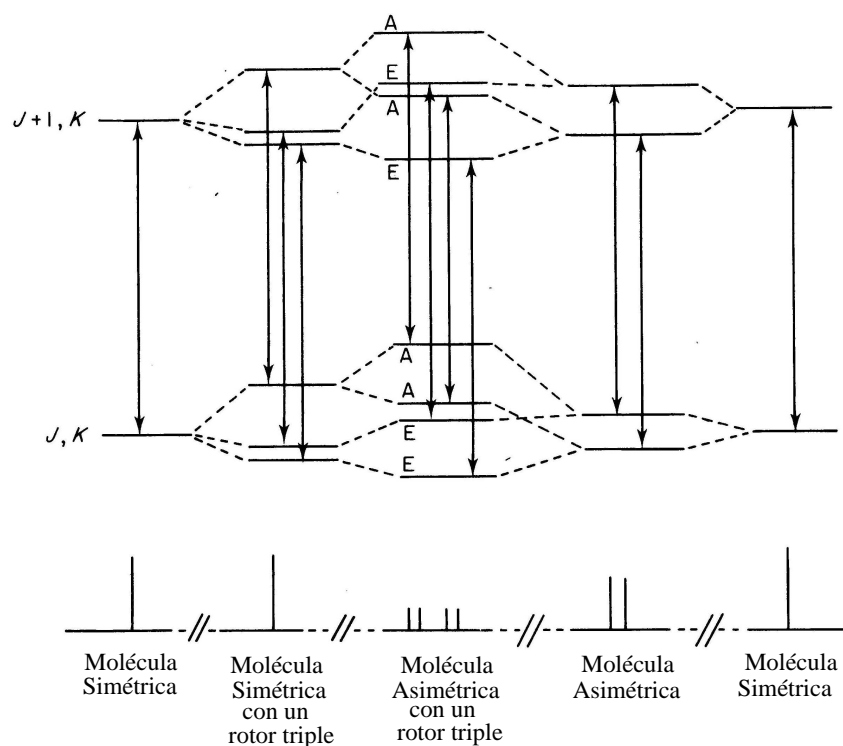 A
E
J+1, K
A
E
A
A
J, K
E
E
Molécula
Simétrica
Molécula
Simétrica
con un
rotor triple
Molécula
Asimétrica
con un
rotor triple
Molécula
Asimétrica
Molécula
Simétrica